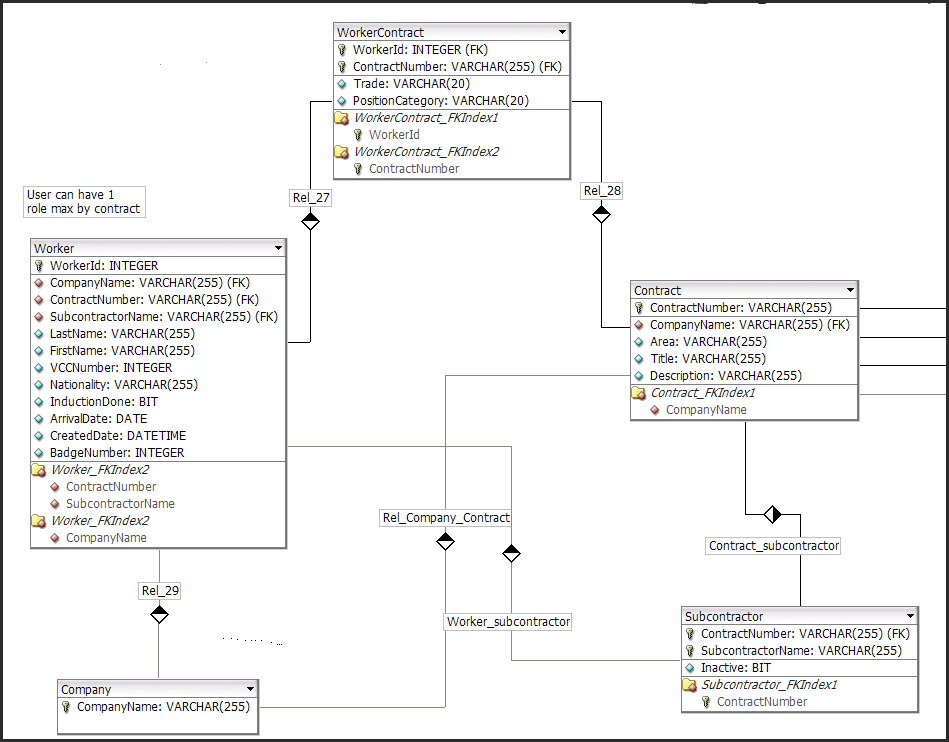 WorkerContract
WorkerId: INTEGER (FK)
ContractNumber: VARCHAR(255) (FK)
Trade: VARCHAR(20)
PositionCategory: VARCHAR(20)
WorkerContract_FKIndex1
WorkerId
WorkerContract_FKIndex2
ContractNumber
User can have 1
role max by contract
Rel_27
Rel_28
Worker
WorkerId: INTEGER
CompanyName: VARCHAR(255) (FK)
ContractNumber: VARCHAR(255) (FK)
SubcontractorName: VARCHAR(255) (FK)
LastName: VARCHAR(255)
FirstName: VARCHAR(255)
VCCNumber: INTEGER
Nationality: VARCHAR(255)
InductionDone: BIT
ArrivalDate: DATE
CreatedDate: DATETIME
BadgeNumber: INTEGER
Worker_FKIndex2
ContractNumber
SubcontractorName
Worker_FKIndex2
CompanyName
Contract
ContractNumber: VARCHAR(255)
CompanyName: VARCHAR(255) (FK)
Area: VARCHAR(255)
Title: VARCHAR(255)
Description: VARCHAR(255)
Contract_FKIndex1
CompanyName
Rel_Company_Contract
Contract_subcontractor
Rel_29
Worker_subcontractor
Company
CompanyName: VARCHAR(255)
Subcontractor
ContractNumber: VARCHAR(255) (FK)
SubcontractorName: VARCHAR(255)
Inactive: BIT
Subcontractor_FKIndex1
ContractNumber